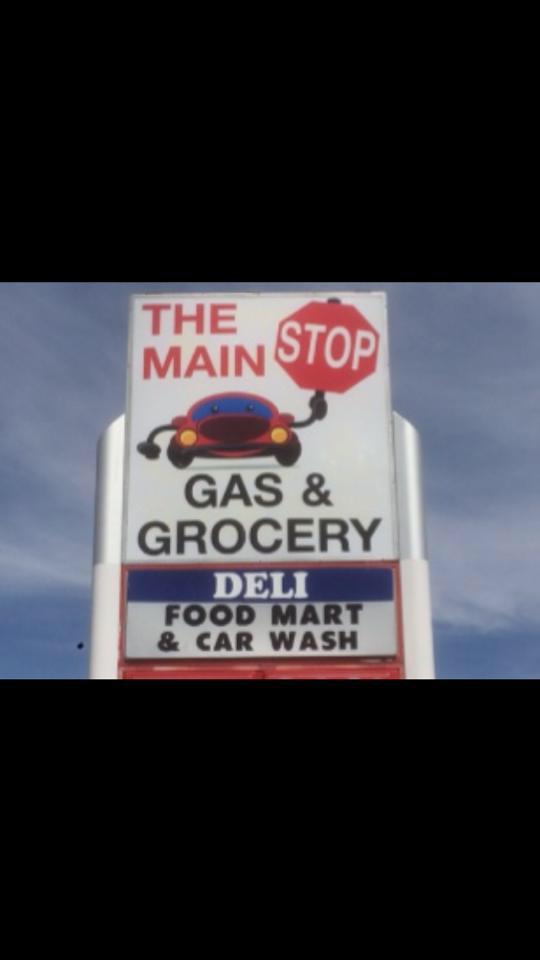 THE
MAIN STOP
GAS &
GROCERY
DELI
FOOD MART
& CAR WASH